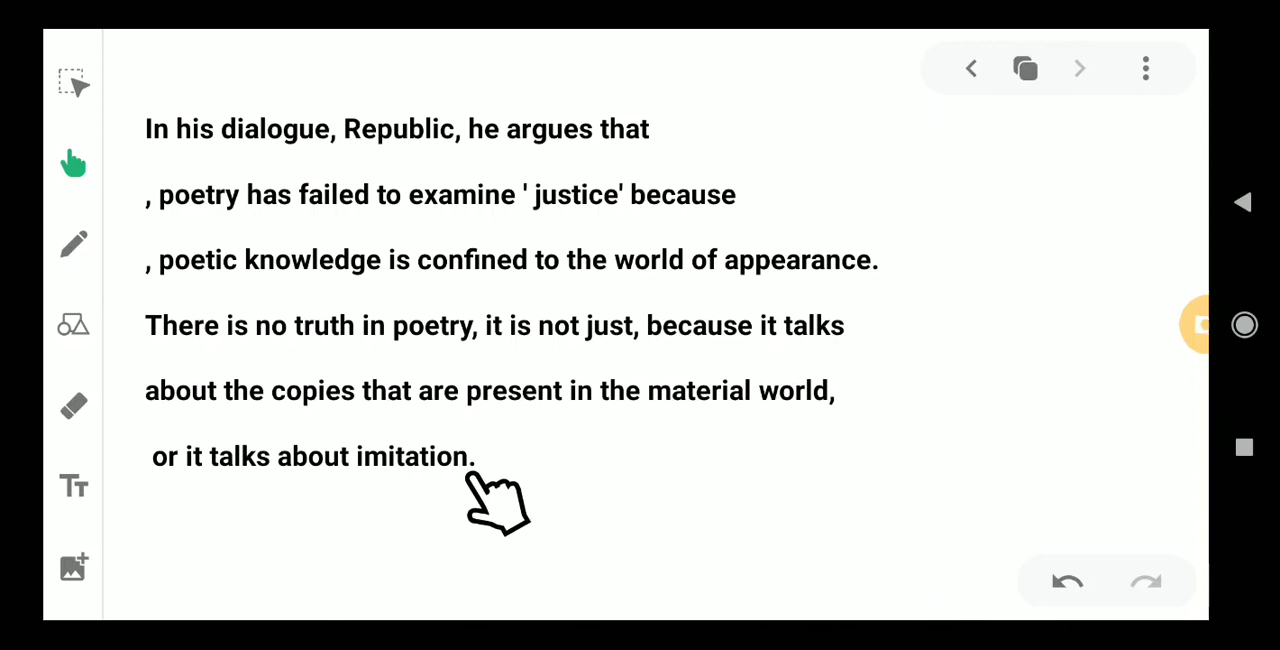 In his dialogue, Republic, he argues that
, poetry has failed to examine ' justice' because
, poetic knowledge is confined to the world of appearance.
There is no truth in poetry, it is not just, because it talks
about the copies that are present in the material world,
or it talks about imitation.
TT